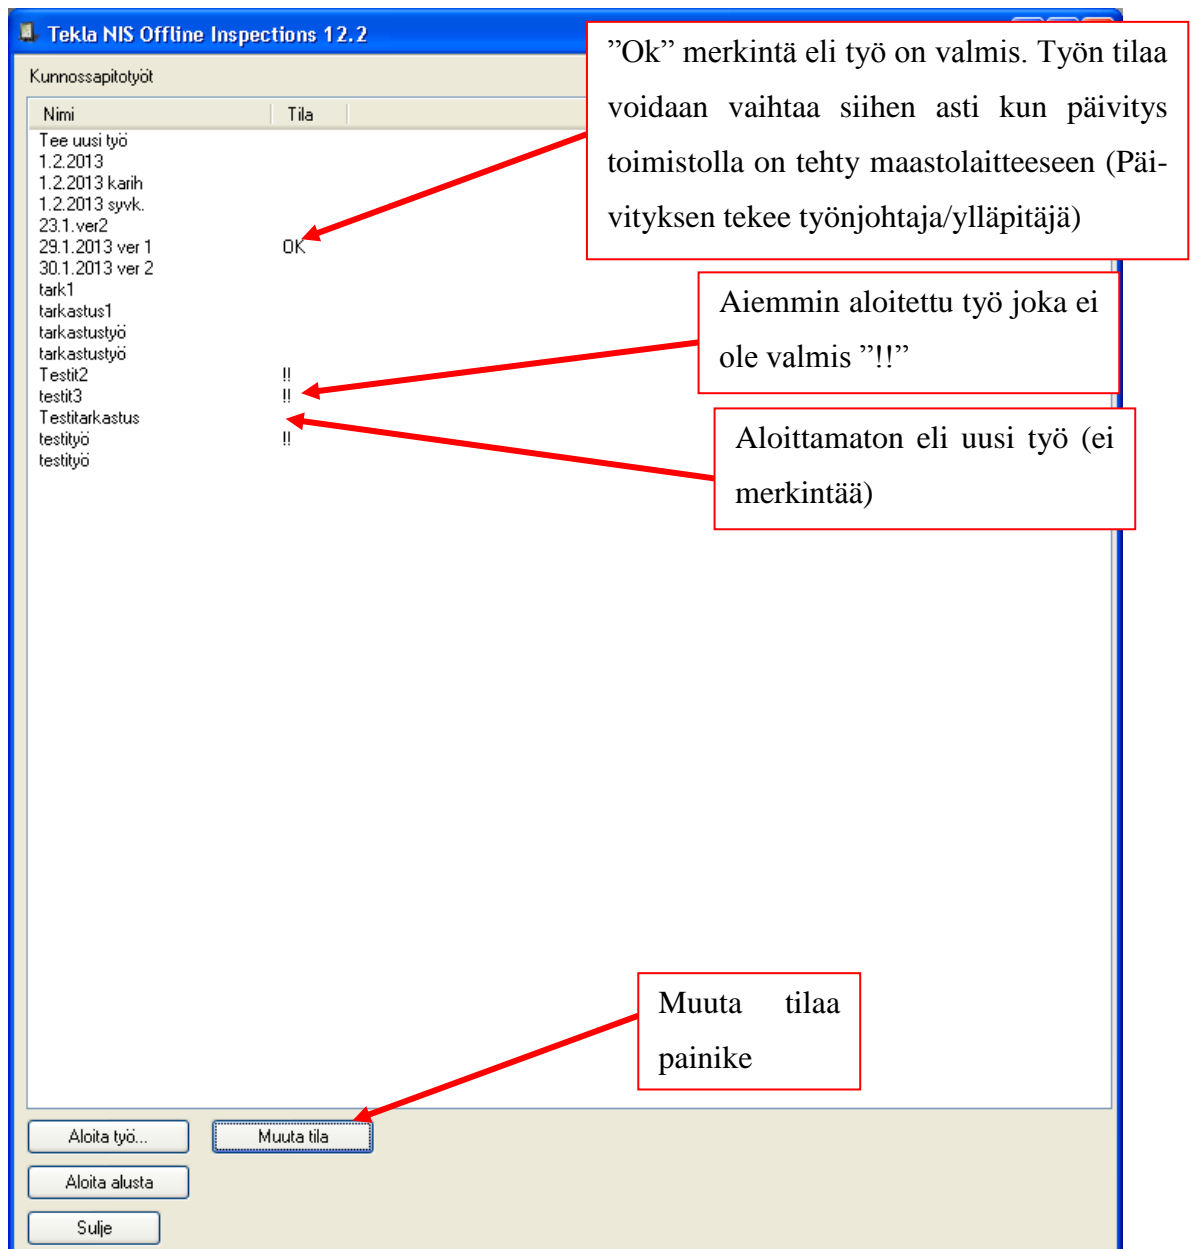 Tekla NIS Offline Inspections 12.2
Kunnossapitotyöt
Nimi Tila
Tee uusi työ
1.2.2013
1.2.2013 karih
1.2.2013 syvk.
23.1.ver2
29.1.2013 ver 1 OK
30.1.2013 ver 2
tark1
tarkastus1
tarkastustyö
tarkastustyö
Testit2 !!
testit3 !!
Testitarkastus
testityö !!
testityö
”Ok” merkintä eli työ on valmis. Työn tilaa
voidaan vaihtaa siihen asti kun päivitys
toimistolla on tehty maastolaitteeseen (Päi-
vityksen tekee työnjohtaja/ylläpitäjä)
Aiemmin aloitettu työ joka ei
ole valmis ”!!”
Aloittamaton eli uusi työ (ei
merkintää)
Muuta tilaa
painike
Aloita työ... Muuta tila
Aloita alusta
Sulje